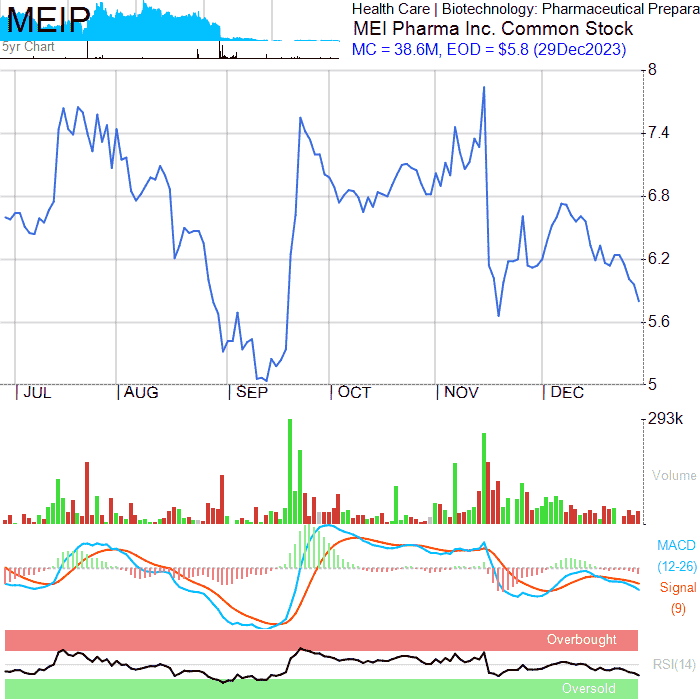 MEIP
5yr Chart
Health Care | Biotechnology: Pharmaceutical Prepara
MEI Pharma Inc. Common Stock
MC = 38.6M, EOD = $5.8 (29Dec2023)
8
7.4
6.8
6.2
5.6
5
JUL AUG SEP OCT NOV DEC
293k
Volume
MACD
(12-26)
Signal
(9)
Overbought
RSI(14)
Oversold